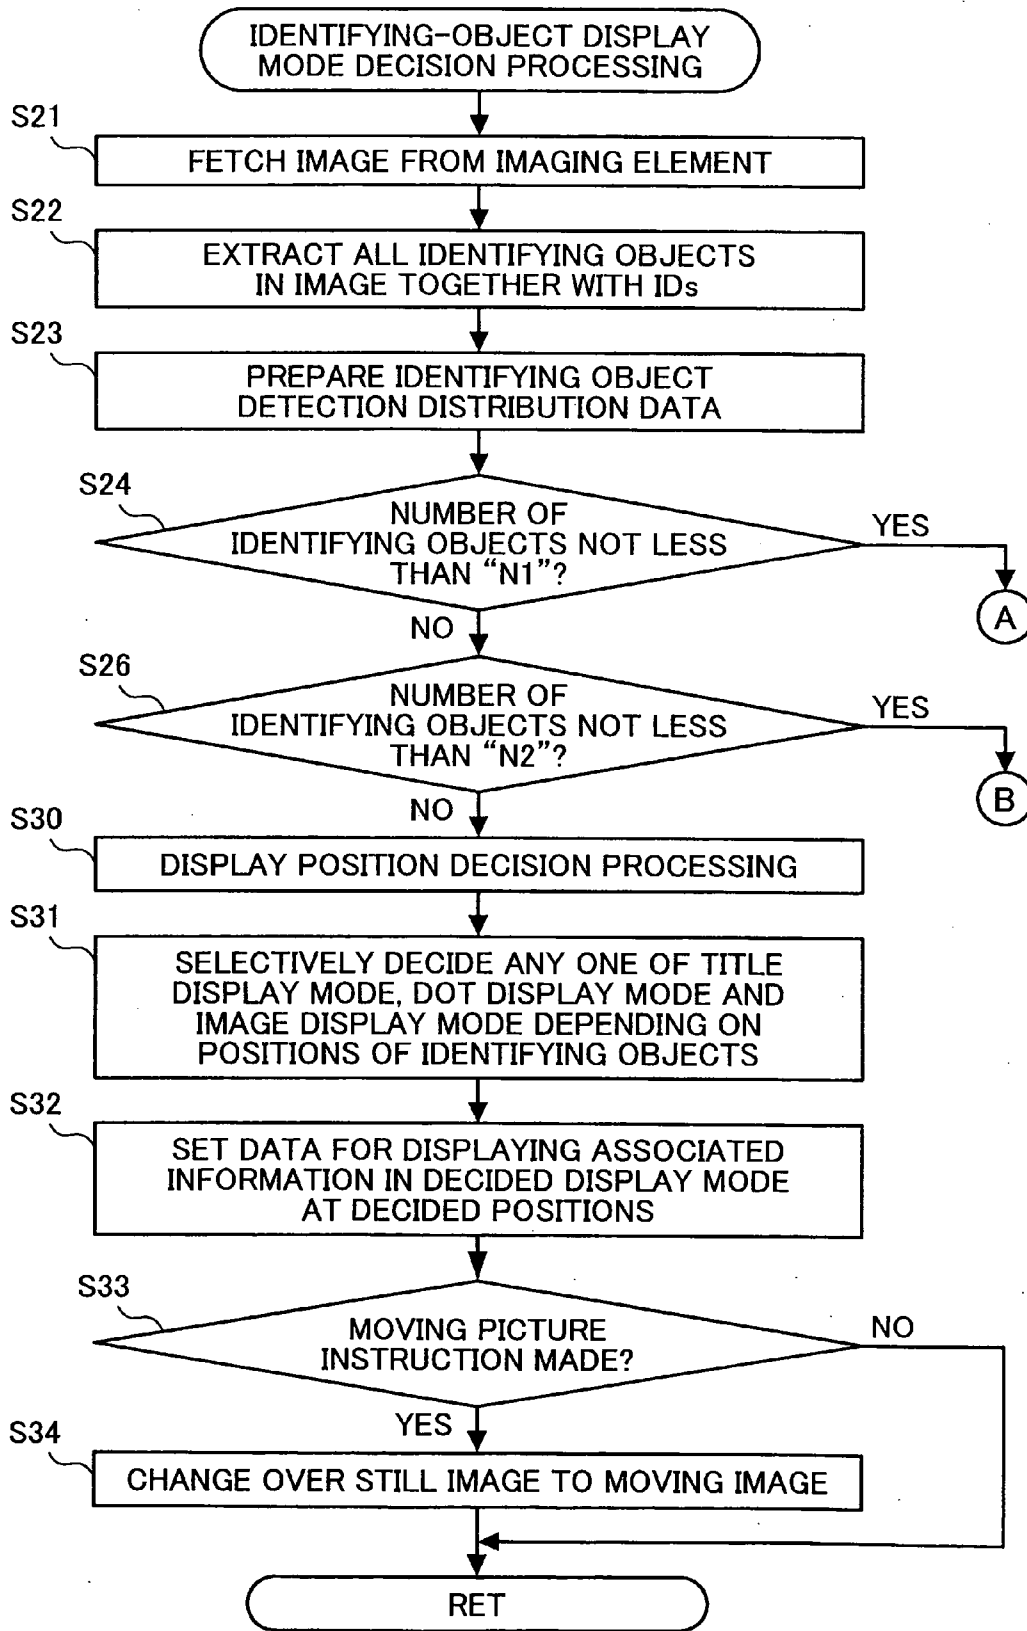 IDENTIFYING-OBJECT DISPLAY
MODE DECISION PROCESSING
S21
FETCH IMAGE FROM IMAGING ELEMENT
S22
EXTRACT ALL IDENTIFYING OBJECTS
IN IMAGE TOGETHER WITH IDs
S23
PREPARE IDENTIFYING OBJECT
DETECTION DISTRIBUTION DATA
S24
NUMBER OF
IDENTIFYING OBJECTS NOT LESS
THAN “N1”?
YES
A
NO
S26
NUMBER OF
IDENTIFYING OBJECTS NOT LESS
THAN “N2”?
YES
B
NO
S30
DISPLAY POSITION DECISION PROCESSING
S31
SELECTIVELY DECIDE ANY ONE OF TITLE
DISPLAY MODE, DOT DISPLAY MODE AND
IMAGE DISPLAY MODE DEPENDING ON
POSITIONS OF IDENTIFYING OBJECTS
S32
SET DATA FOR DISPLAYING ASSOCIATED
INFORMATION IN DECIDED DISPLAY MODE
AT DECIDED POSITIONS
S33
MOVING PICTURE
INSTRUCTION MADE?
NO
YES
S34
CHANGE OVER STILL IMAGE TO MOVING IMAGE
RET